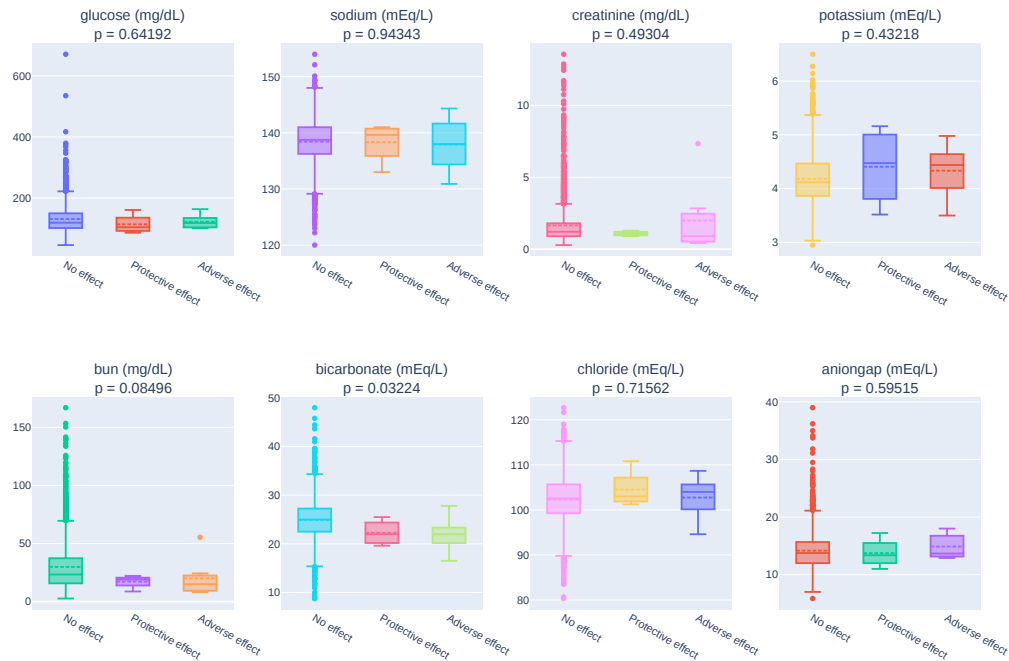 glucose (mg/dL)
p = 0.64192
600
400
200
No effect
Protective effect
Adverse effect
sodium (mEq/L)
p = 0.94343
150
140
130
120
No effect
Protective effect
Adverse effect
creatinine (mg/dL)
p = 0.49304
10
5
0
No effect
Protective effect
Adverse effect
potassium (mEq/L)
p = 0.43218
6
5
4
3
No effect
Protective effect
Adverse effect
bun (mg/dL)
p = 0.08496
150
100
50
0
No effect
Protective effect
Adverse effect
bicarbonate (mEq/L)
p = 0.03224
50
40
30
20
10
No effect
Protective effect
Adverse effect
chloride (mEq/L)
p = 0.71562
120
110
100
90
80
No effect
Protective effect
Adverse effect
aniongap (mEq/L)
p = 0.59515
40
30
20
10
No effect
Protective effect
Adverse effect